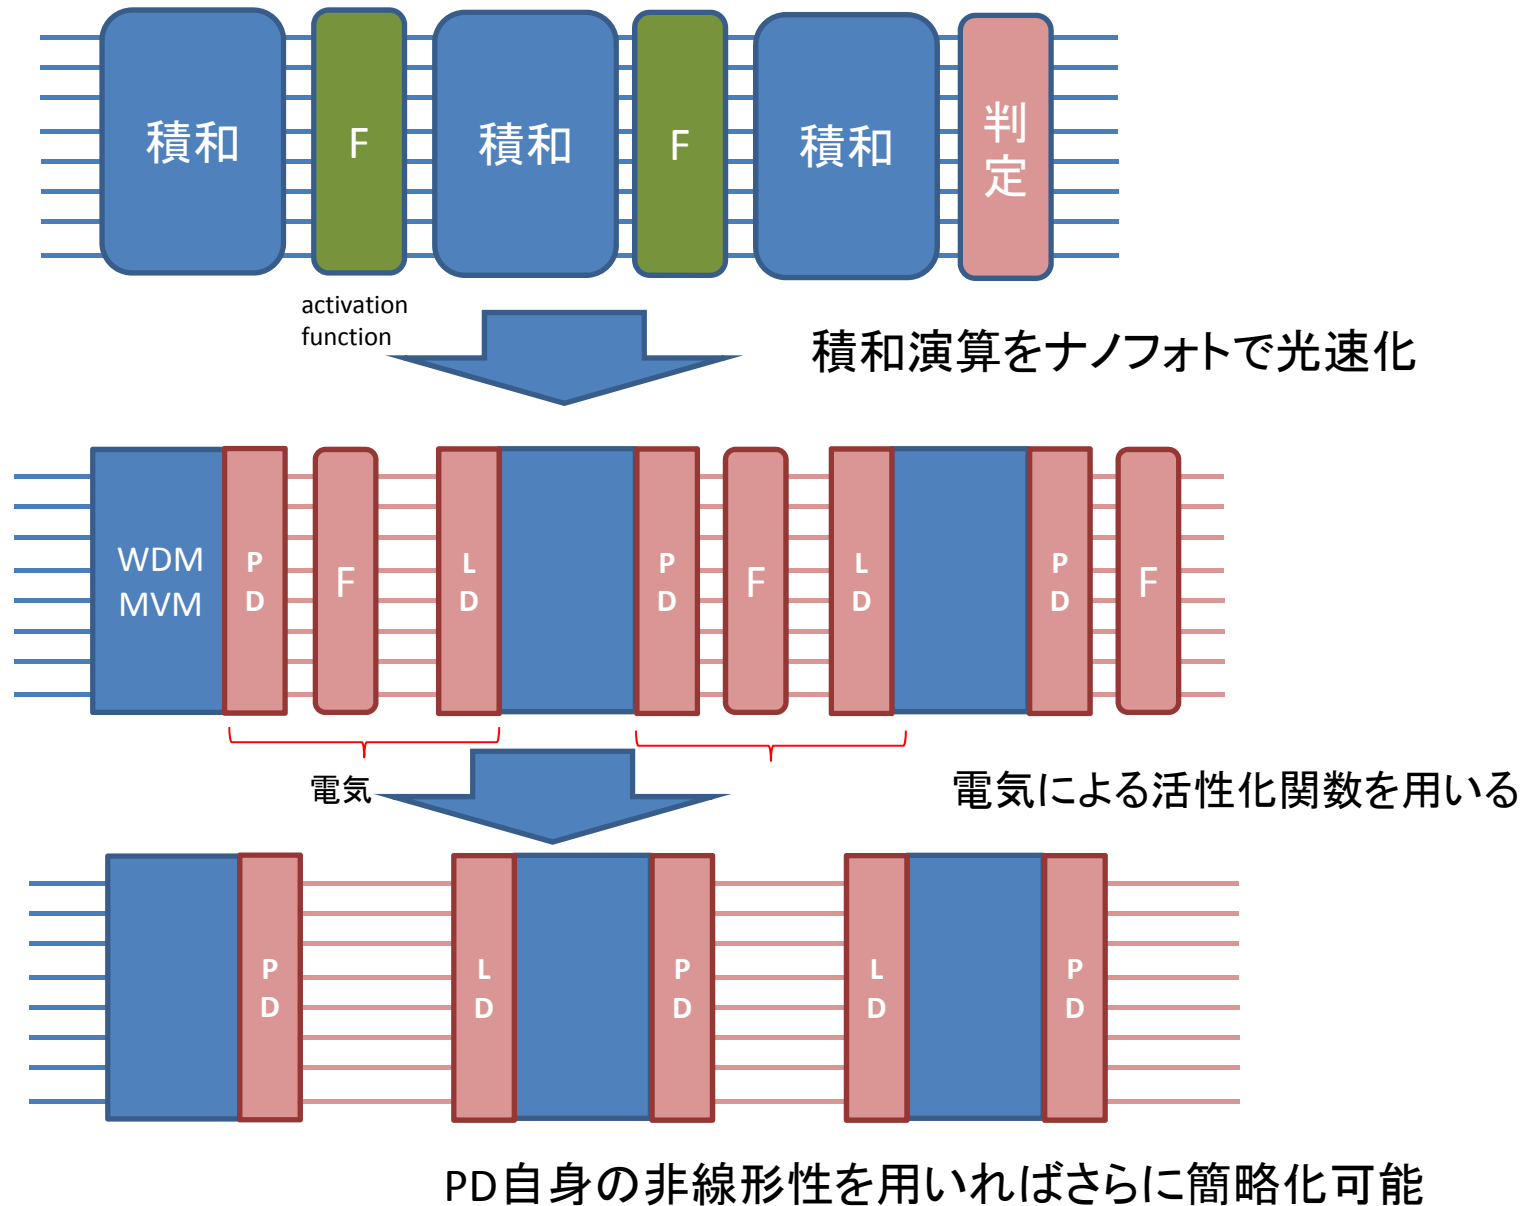 積和
F
積和
F
積和
判
定
activation
function
積和演算をナノフォトで光速化
WDM
MVM
P
D
F
L
D
P
D
F
L
D
P
D
F
電気
電気による活性化関数を用いる
P
D
L
D
P
D
L
D
P
D
PD自身の非線形性を用いればさらに簡略化可能